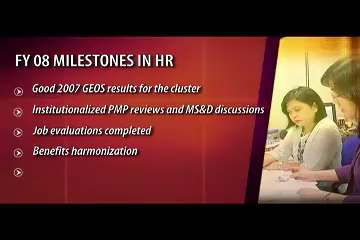 FY 08 MILESTONES IN HR
Good 2007 GEOS results for the cluster
Institutionalized PMP reviews and MS&D discussions
Job evaluations completed
Benefits harmonization